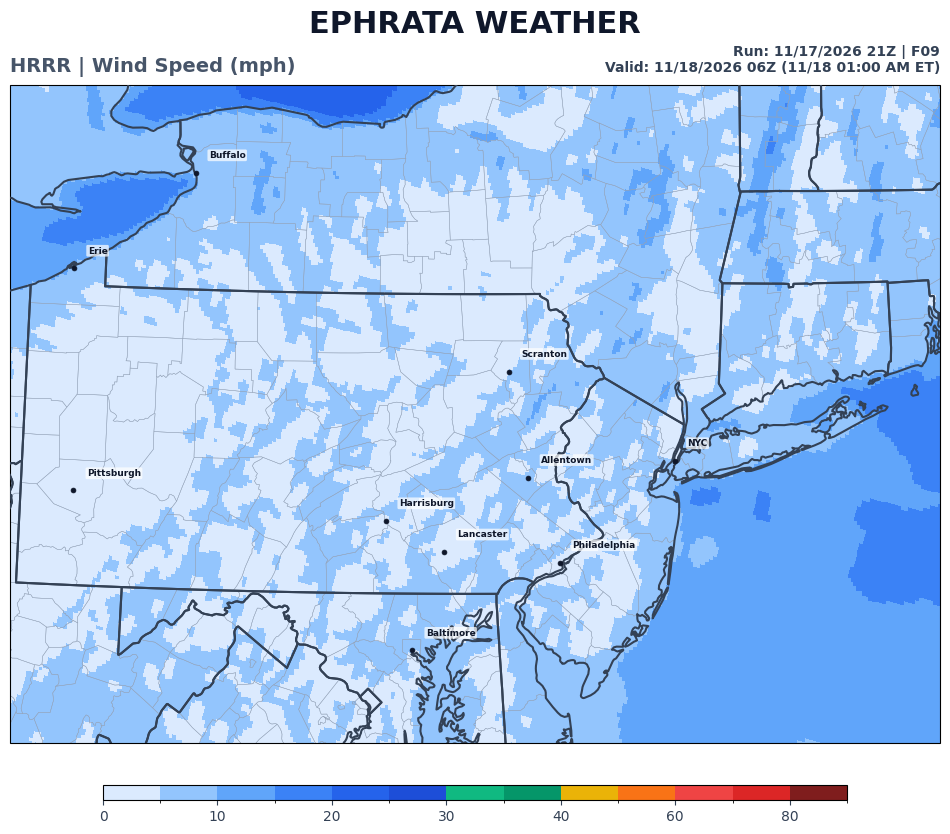 EPHRATA WEATHER
HRRR | Wind Speed (mph)
Run: 11/17/2026 21Z | F09
Valid: 11/18/2026 06Z (11/18 01:00 AM ET)
Buffalo
Erie
Scranton
NYC
Allentown
Pittsburgh
Harrisburg
Lancaster
Philadelphia
Baltimore
0 10 20 30 40 50 60 70 80